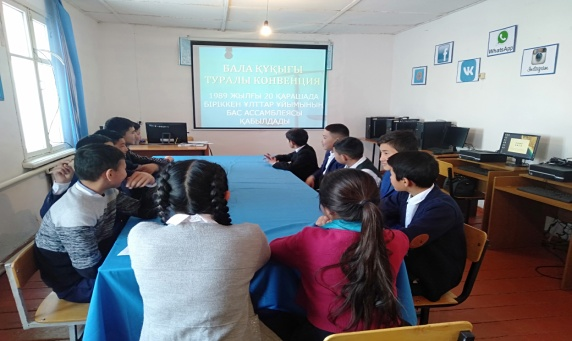 БАЛА ҚҰҚЫҒЫ
ТУРАЛЫ КОНВЕНЦИЯ
1989 ЖЫЛҒЫ 20 ҚАРАШАДА
БІРІККЕН ҰЛТТАР ҰЙЫМЫНЫҢ
БАС АССАМБЛЕЯСЫ
ҚАБЫЛДАДЫ
WhatsApp
Instagram